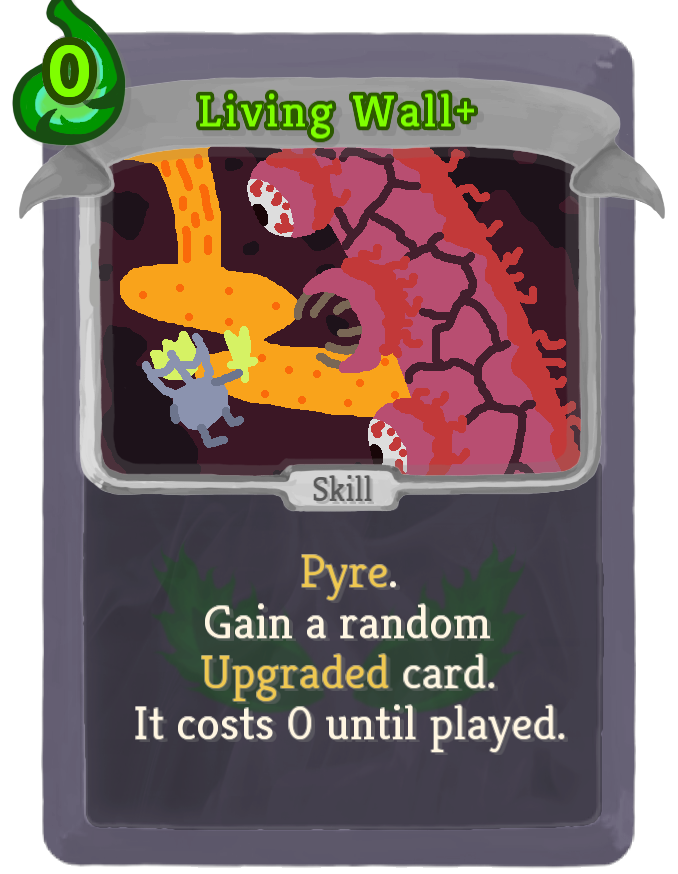 0
Living Wall+
Skill
Pyre.
Gain a random
Upgraded card.
It costs 0 until played.